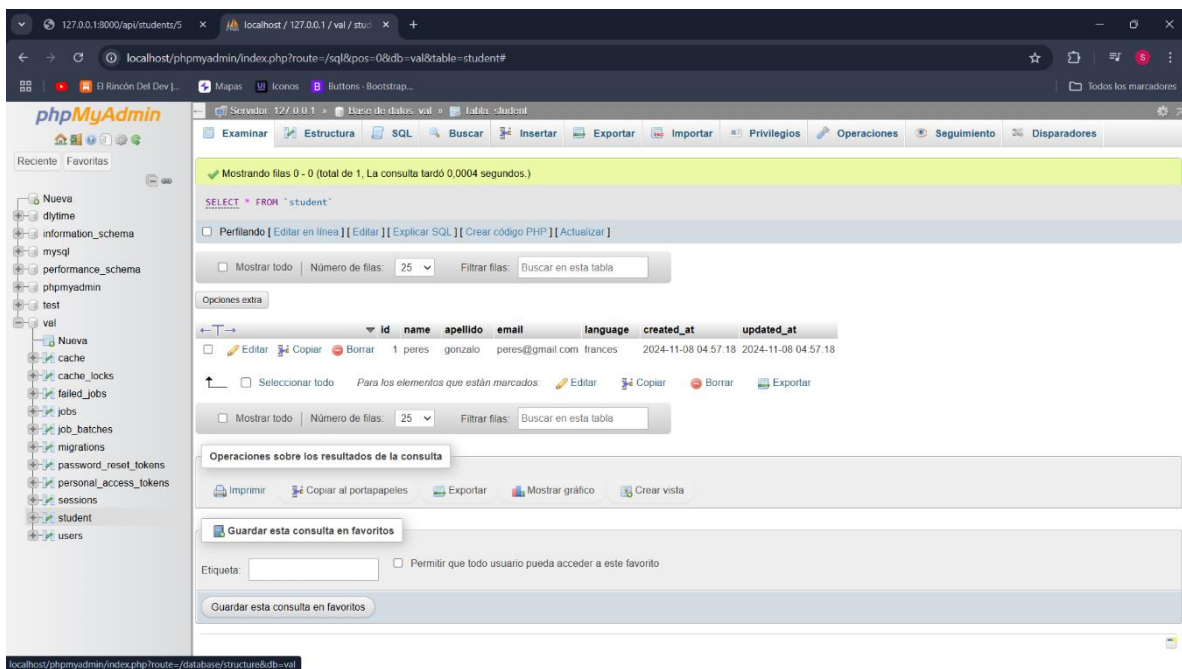 127.0.0.1:8000/api/students/5
localhost / 127.0.0.1 / val / stud
localhost/phpmyadmin/index.php?route=/sql&pos=0&db=val&table=student#
El Rincón Del Dev |...
Mapas
Iconos
Buttons · Bootstrap...
Todos los marcadores
phpMyAdmin
Reciente Favoritas
Nueva
dlytime
information_schema
mysql
performance_schema
phpmyadmin
test
val
Nueva
cache
cache_locks
failed_jobs
jobs
job_batches
migrations
password_reset_tokens
personal_access_tokens
sessions
student
users
Servidor: 127.0.0.1 » Base de datos: val » Tabla: student
Examinar Estructura SQL Buscar Insertar Exportar Importar Privilegios Operaciones Seguimiento Disparadores
Mostrando filas 0 - 0 (total de 1, La consulta tardó 0,0004 segundos.)
SELECT * FROM `student`
Perfilando [ Editar en línea ] [ Editar ] [ Explicar SQL ] [ Crear código PHP ] [ Actualizar ]
Mostrar todo | Número de filas: 25 Filtrar filas: Buscar en esta tabla
Opciones extra
id name apellido email language created_at updated_at
Editar Copiar Borrar 1 peres gonzalo peres@gmail.com frances 2024-11-08 04:57:18 2024-11-08 04:57:18
Seleccionar todo Para los elementos que están marcados: Editar Copiar Borrar Exportar
Mostrar todo | Número de filas: 25 Filtrar filas: Buscar en esta tabla
Operaciones sobre los resultados de la consulta
Imprimir Copiar al portapapeles Exportar Mostrar gráfico Crear vista
Guardar esta consulta en favoritos
Etiqueta: Permitir que todo usuario pueda acceder a este favorito
Guardar esta consulta en favoritos
localhost/phpmyadmin/index.php?route=/database/structure&db=val